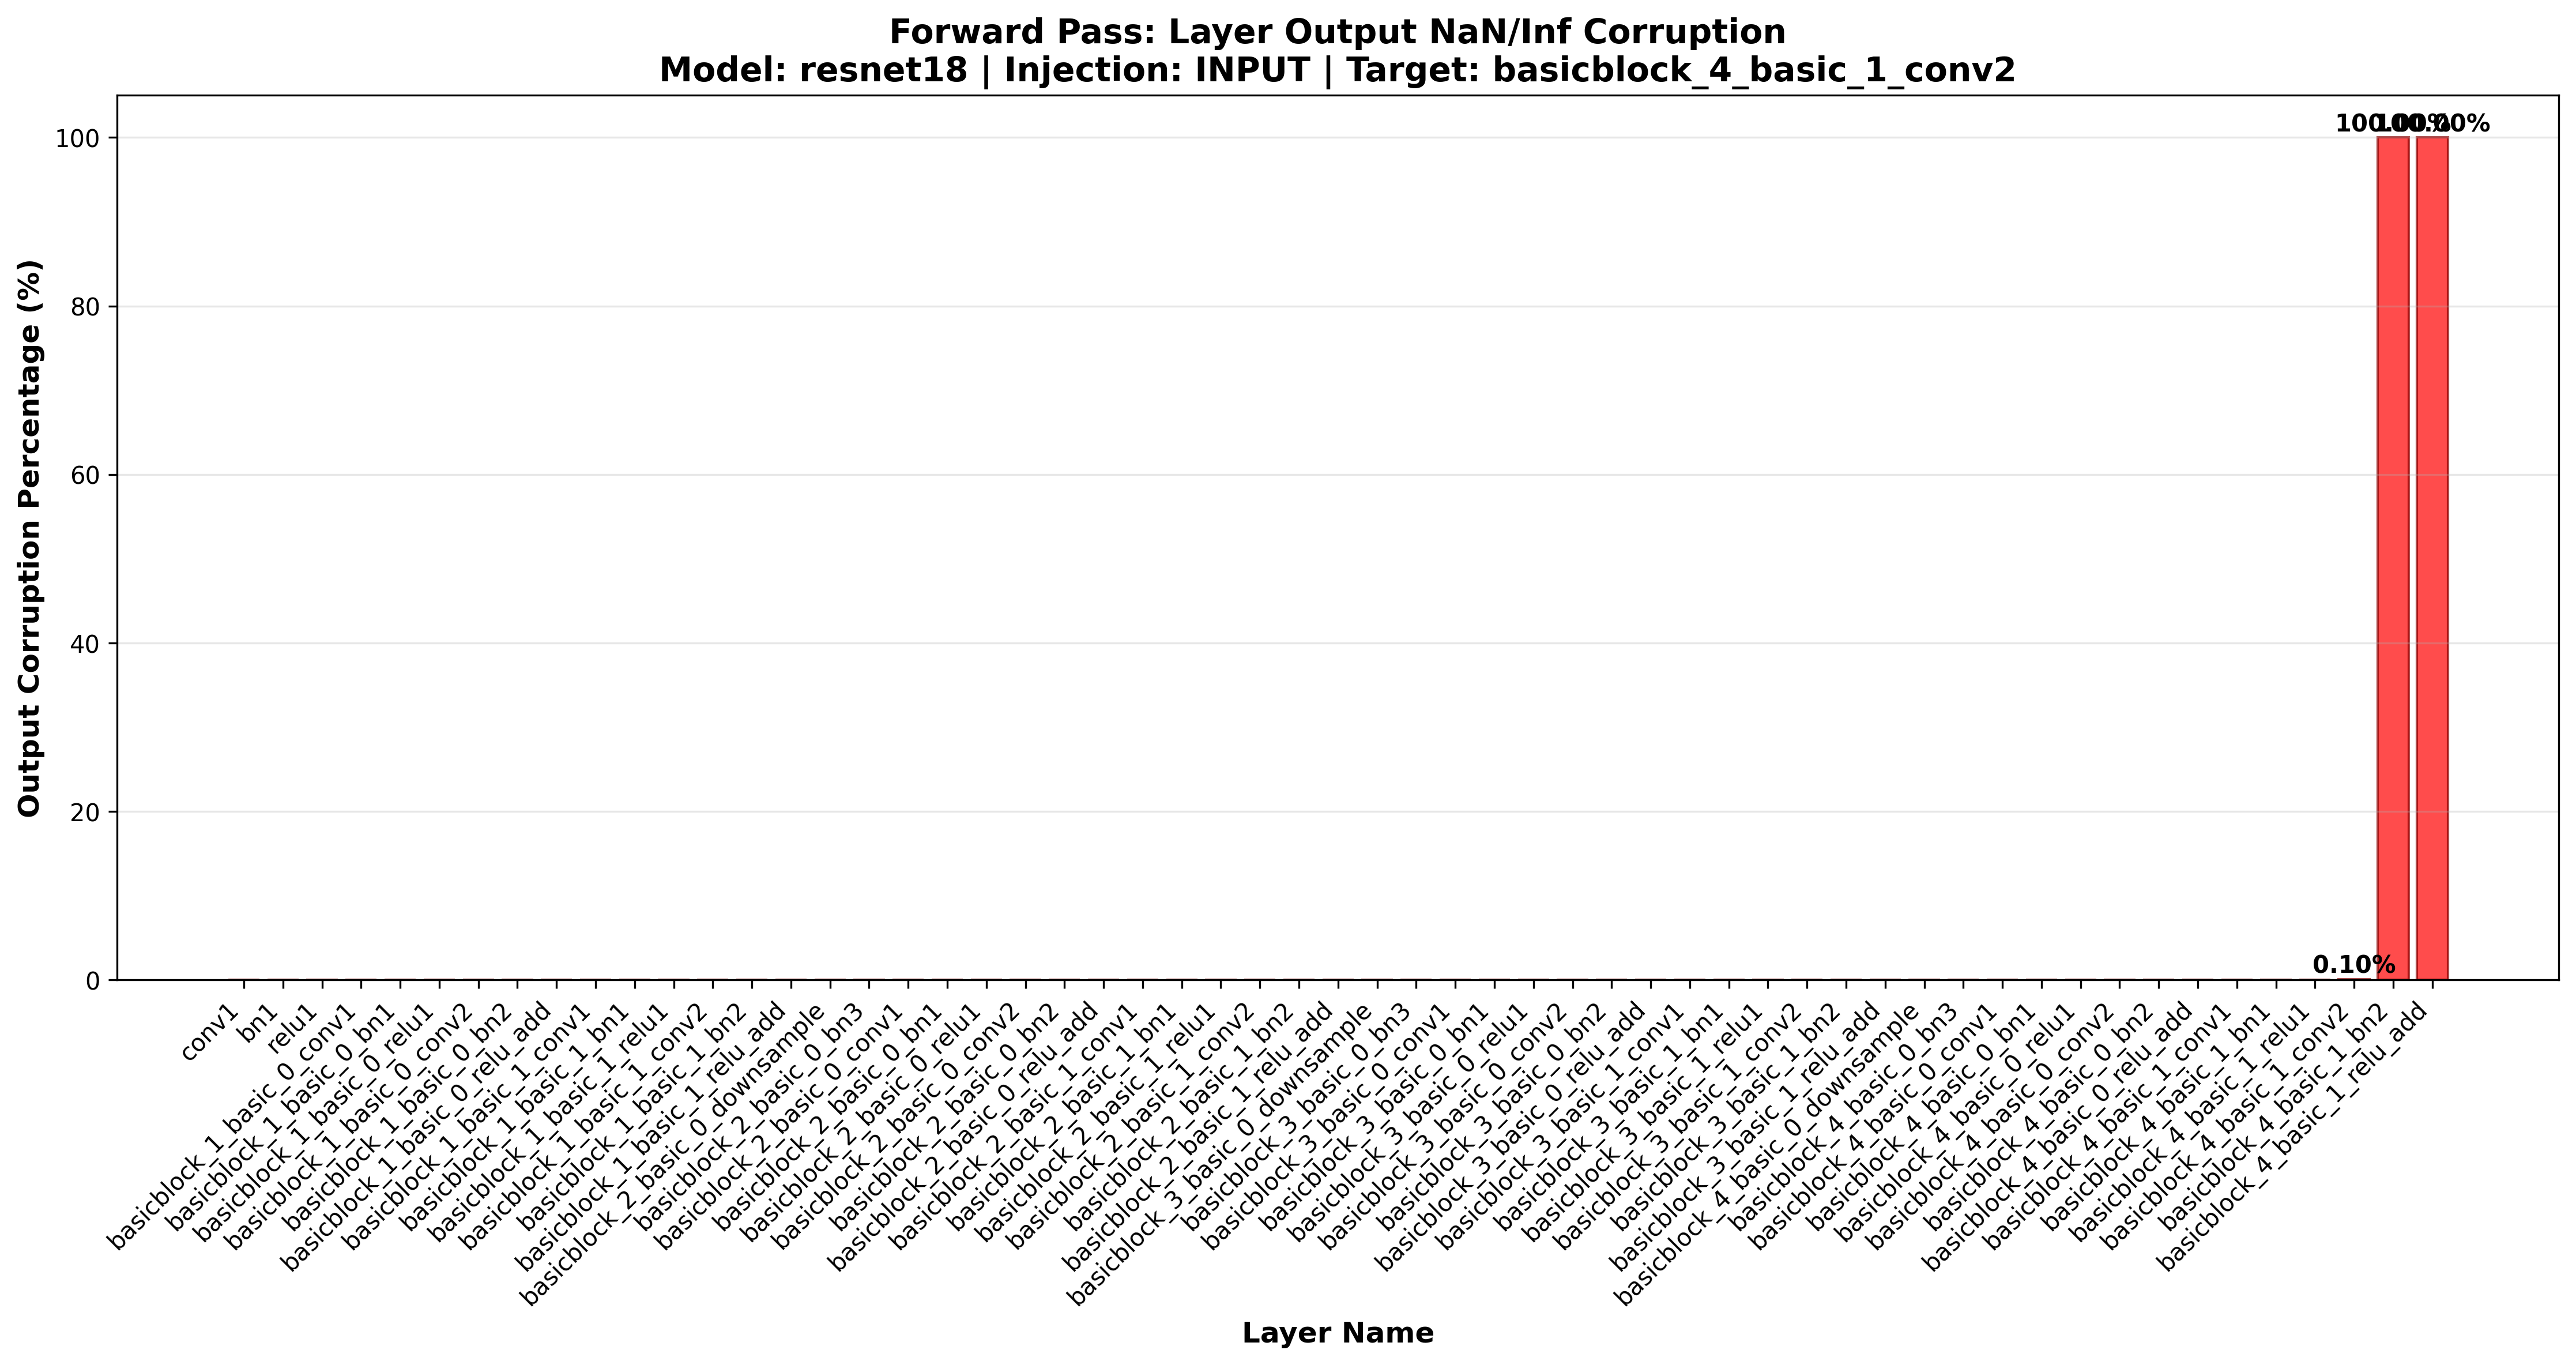 Forward Pass: Layer Output NaN/Inf Corruption
Model: resnet18 | Injection: INPUT | Target: basicblock_4_basic_1_conv2
Output Corruption Percentage (%)
100
80
60
40
20
0
0.10%
100.00%
100.00%
conv1
bn1
relu1
basicblock_1_basic_0_conv1
basicblock_1_basic_0_bn1
basicblock_1_basic_0_relu1
basicblock_1_basic_0_conv2
basicblock_1_basic_0_bn2
basicblock_1_basic_0_relu_add
basicblock_1_basic_1_conv1
basicblock_1_basic_1_bn1
basicblock_1_basic_1_relu1
basicblock_1_basic_1_conv2
basicblock_1_basic_1_bn2
basicblock_1_basic_1_relu_add
basicblock_2_basic_0_downsample
basicblock_2_basic_0_bn3
basicblock_2_basic_0_conv1
basicblock_2_basic_0_bn1
basicblock_2_basic_0_relu1
basicblock_2_basic_0_conv2
basicblock_2_basic_0_bn2
basicblock_2_basic_0_relu_add
basicblock_2_basic_1_conv1
basicblock_2_basic_1_bn1
basicblock_2_basic_1_relu1
basicblock_2_basic_1_conv2
basicblock_2_basic_1_bn2
basicblock_2_basic_1_relu_add
basicblock_3_basic_0_downsample
basicblock_3_basic_0_bn3
basicblock_3_basic_0_conv1
basicblock_3_basic_0_bn1
basicblock_3_basic_0_relu1
basicblock_3_basic_0_conv2
basicblock_3_basic_0_bn2
basicblock_3_basic_0_relu_add
basicblock_3_basic_1_conv1
basicblock_3_basic_1_bn1
basicblock_3_basic_1_relu1
basicblock_3_basic_1_conv2
basicblock_3_basic_1_bn2
basicblock_3_basic_1_relu_add
basicblock_4_basic_0_downsample
basicblock_4_basic_0_bn3
basicblock_4_basic_0_conv1
basicblock_4_basic_0_bn1
basicblock_4_basic_0_relu1
basicblock_4_basic_0_conv2
basicblock_4_basic_0_bn2
basicblock_4_basic_0_relu_add
basicblock_4_basic_1_conv1
basicblock_4_basic_1_bn1
basicblock_4_basic_1_relu1
basicblock_4_basic_1_conv2
basicblock_4_basic_1_bn2
basicblock_4_basic_1_relu_add
Layer Name